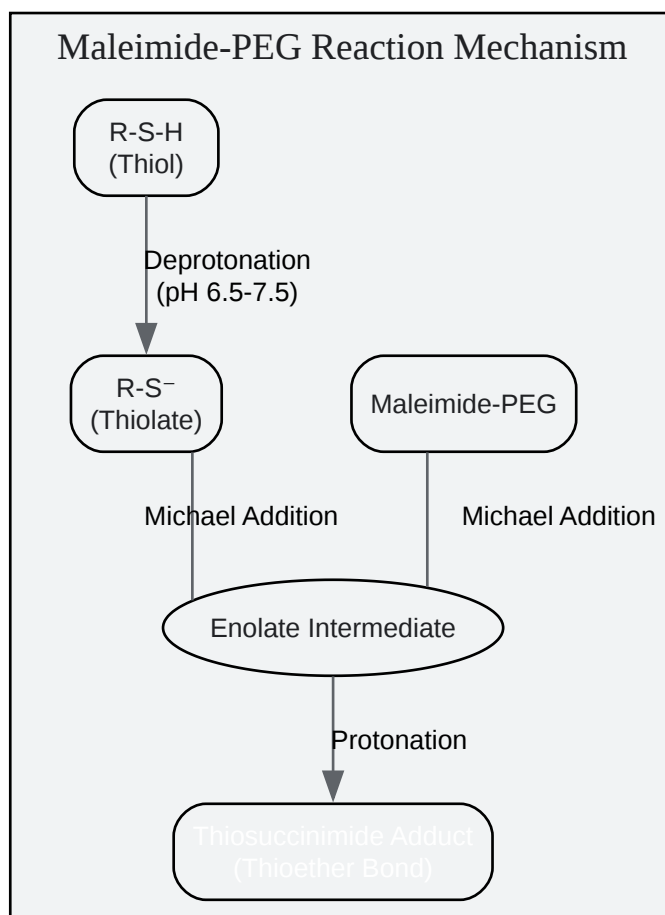 Maleimide-PEG Reaction Mechanism
R-S-H
(Thiol)
Deprotonation
(pH 6.5-7.5)
R-S⁻
(Thiolate)
Maleimide-PEG
Michael Addition
Michael Addition
Enolate Intermediate
Protonation
Thiosuccinimide Adduct
(Thioether Bond)